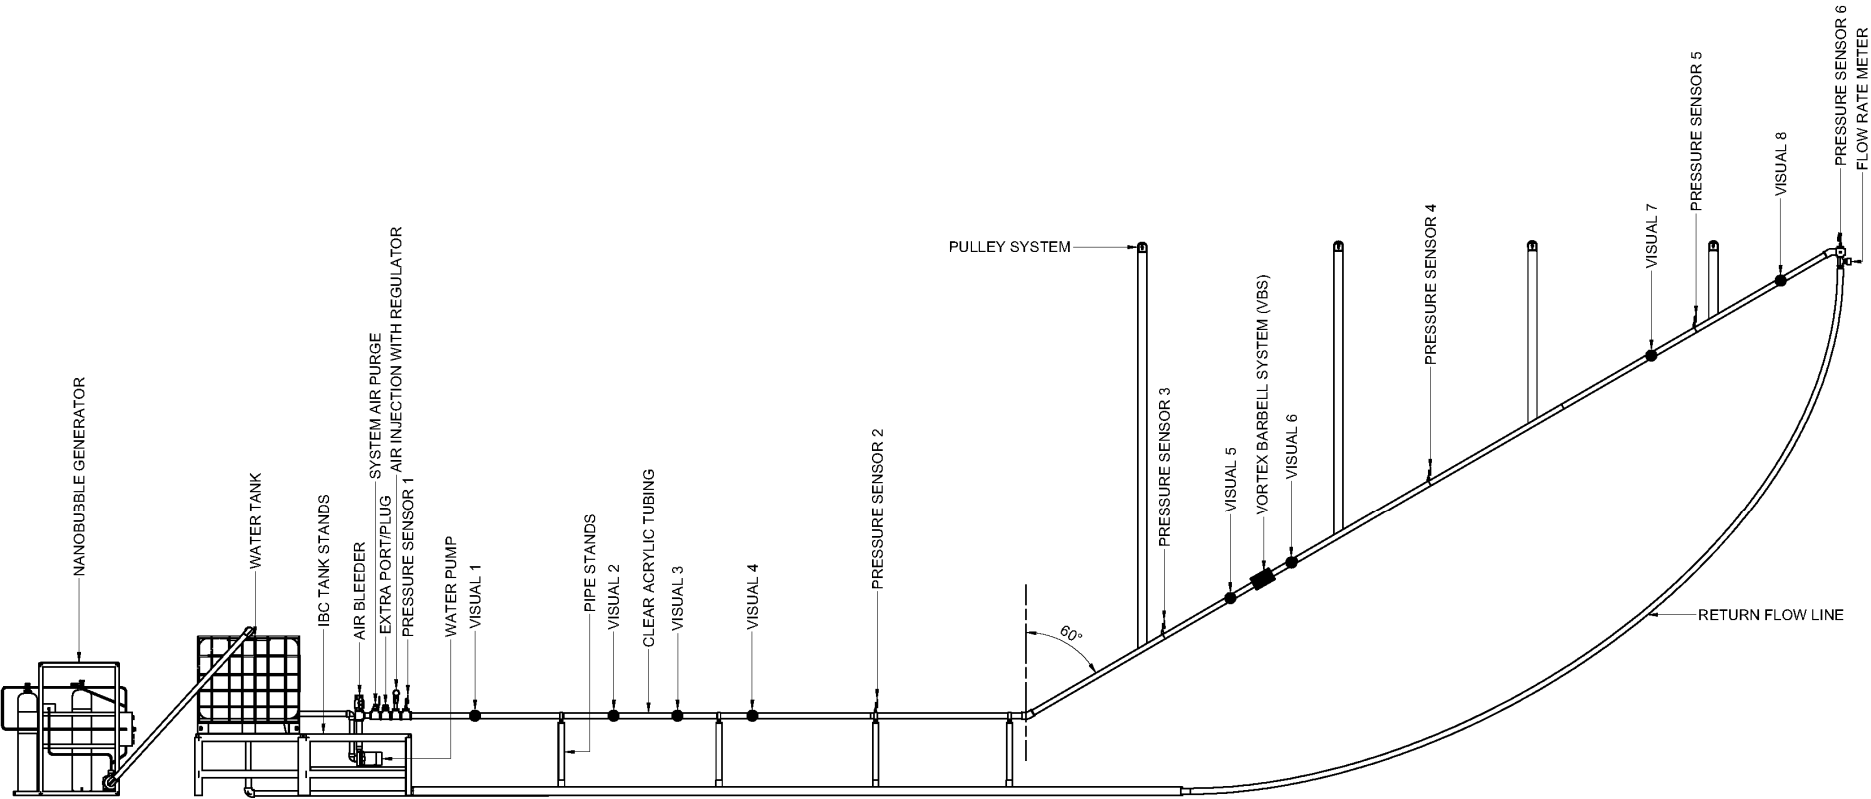 NANOBUBBLE GENERATOR
WATER TANK
IBC TANK STANDS
AIR BLEEDER
SYSTEM AIR PURGE
EXTRA PORT/PLUG
AIR INJECTION WITH REGULATOR
PRESSURE SENSOR 1
WATER PUMP
VISUAL 1
PIPE STANDS
VISUAL 2
CLEAR ACRYLIC TUBING
VISUAL 3
VISUAL 4
PRESSURE SENSOR 2
PULLEY SYSTEM
60°
PRESSURE SENSOR 3
VISUAL 5
VORTEX BARBELL SYSTEM (VBS)
VISUAL 6
PRESSURE SENSOR 4
VISUAL 7
PRESSURE SENSOR 5
VISUAL 8
PRESSURE SENSOR 6
FLOW RATE METER
RETURN FLOW LINE